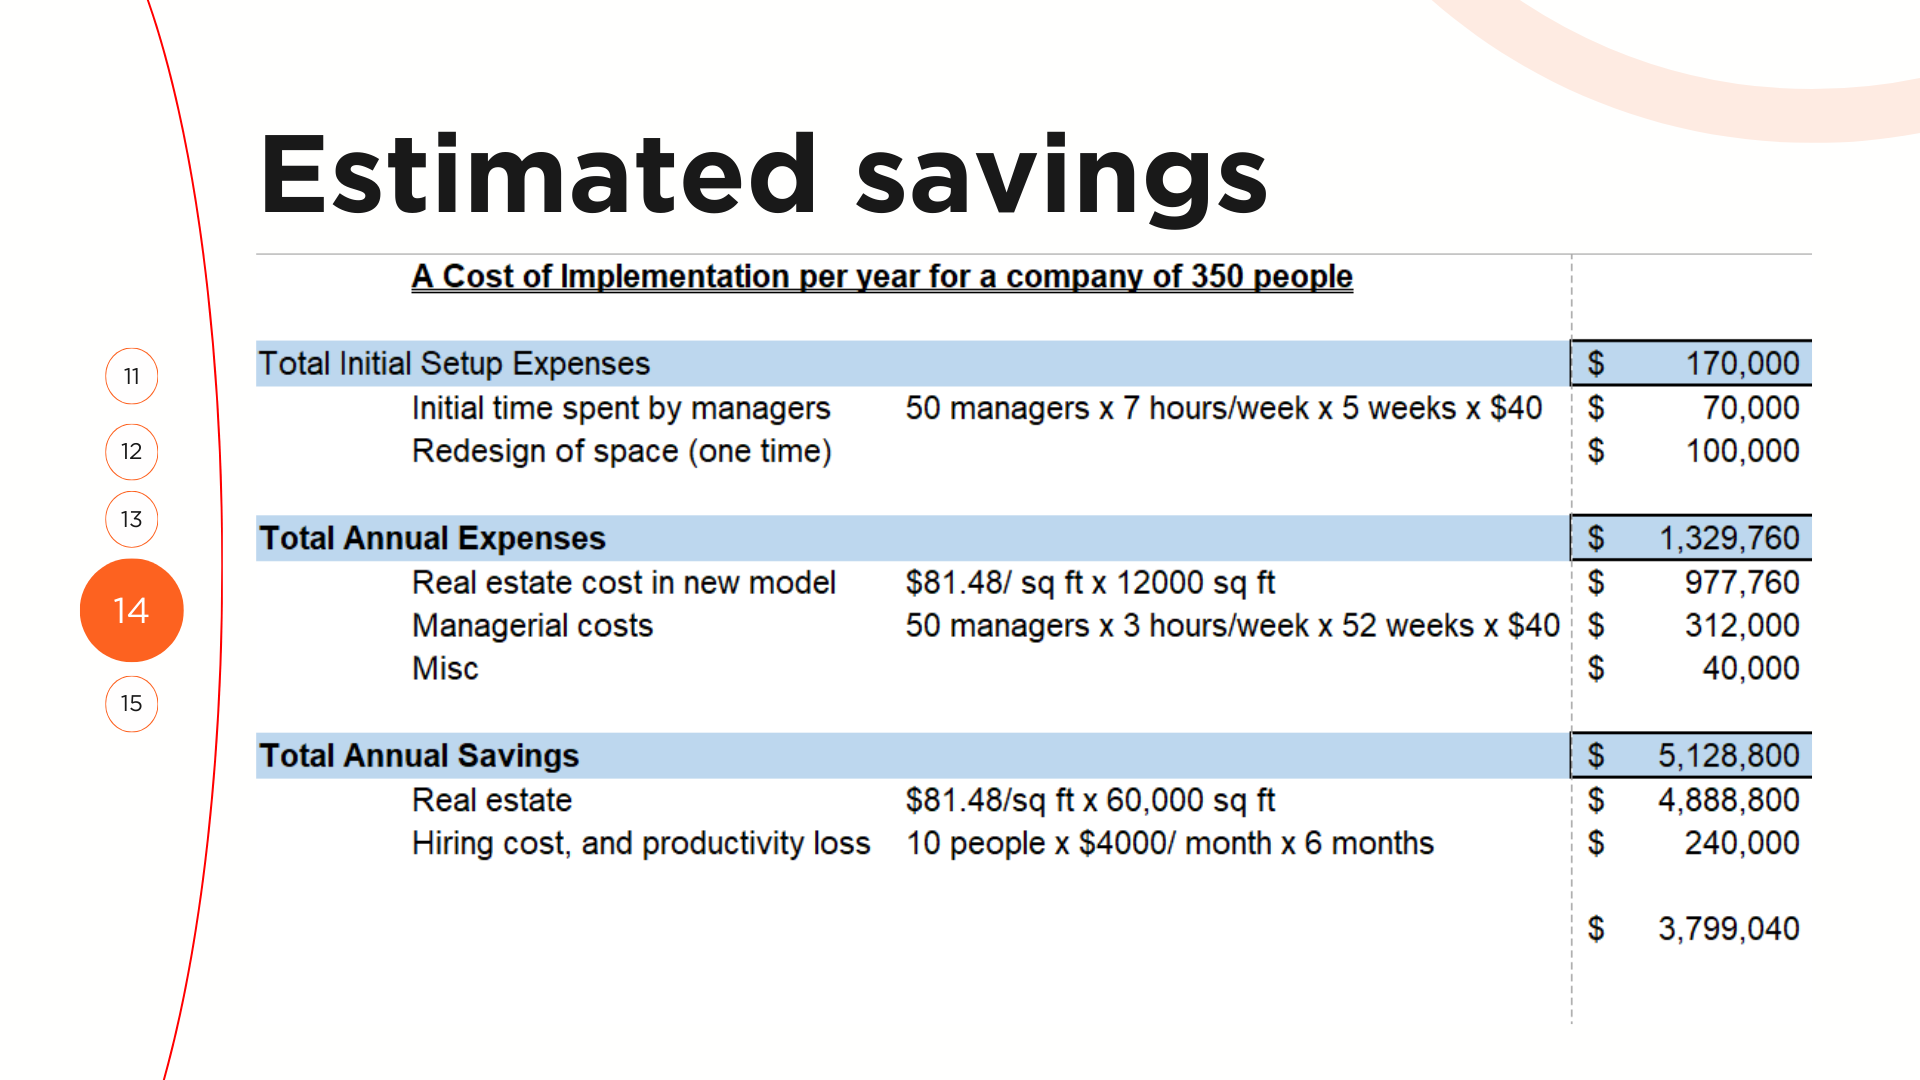 Estimated savings
A Cost of Implementation per year for a company of 350 people
Total Initial Setup Expenses $ 170,000
Initial time spent by managers 50 managers x 7 hours/week x 5 weeks x $40 $ 70,000
Redesign of space (one time) $ 100,000
Total Annual Expenses $ 1,329,760
Real estate cost in new model $81.48/ sq ft x 12000 sq ft $ 977,760
Managerial costs 50 managers x 3 hours/week x 52 weeks x $40 $ 312,000
Misc $ 40,000
Total Annual Savings $ 5,128,800
Real estate $81.48/sq ft x 60,000 sq ft $ 4,888,800
Hiring cost, and productivity loss 10 people x $4000/ month x 6 months $ 240,000
$ 3,799,040
11
12
13
14
15